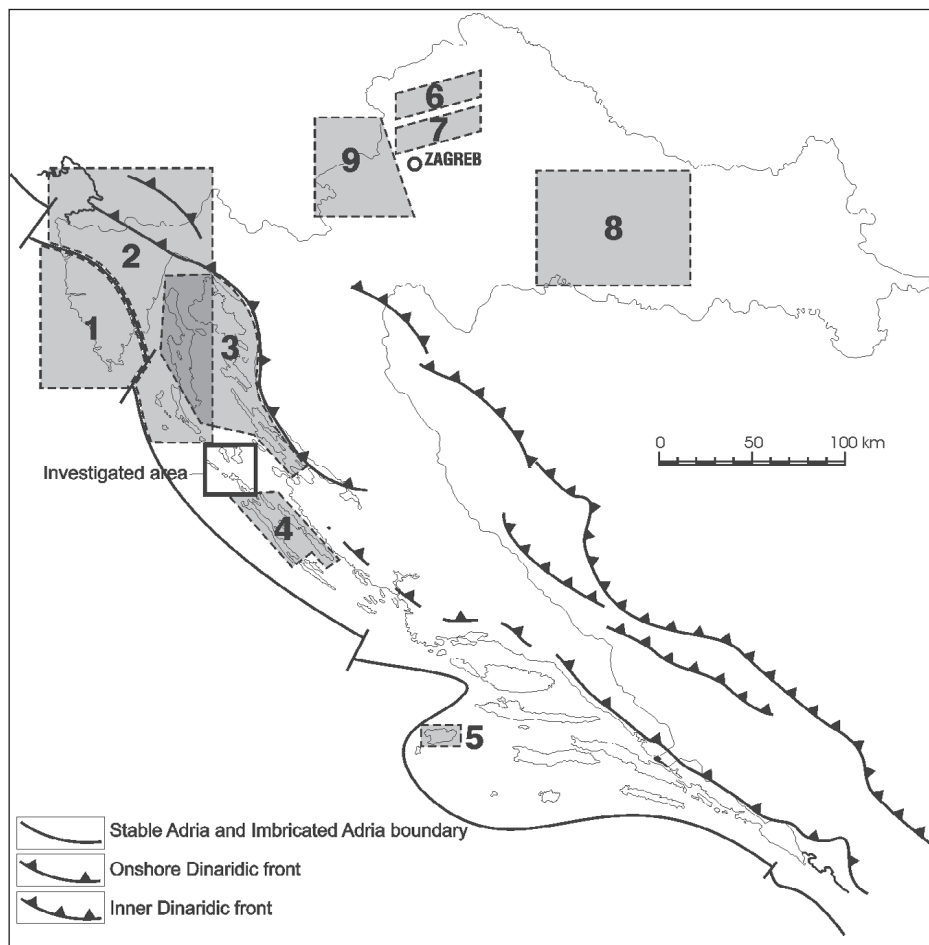 6
7
9
ZAGREB
8
2
1
3
0 50 100 km
Investigated area
4
5
Stable Adria and Imbricated Adria boundary
Onshore Dinaridic front
Inner Dinaridic front